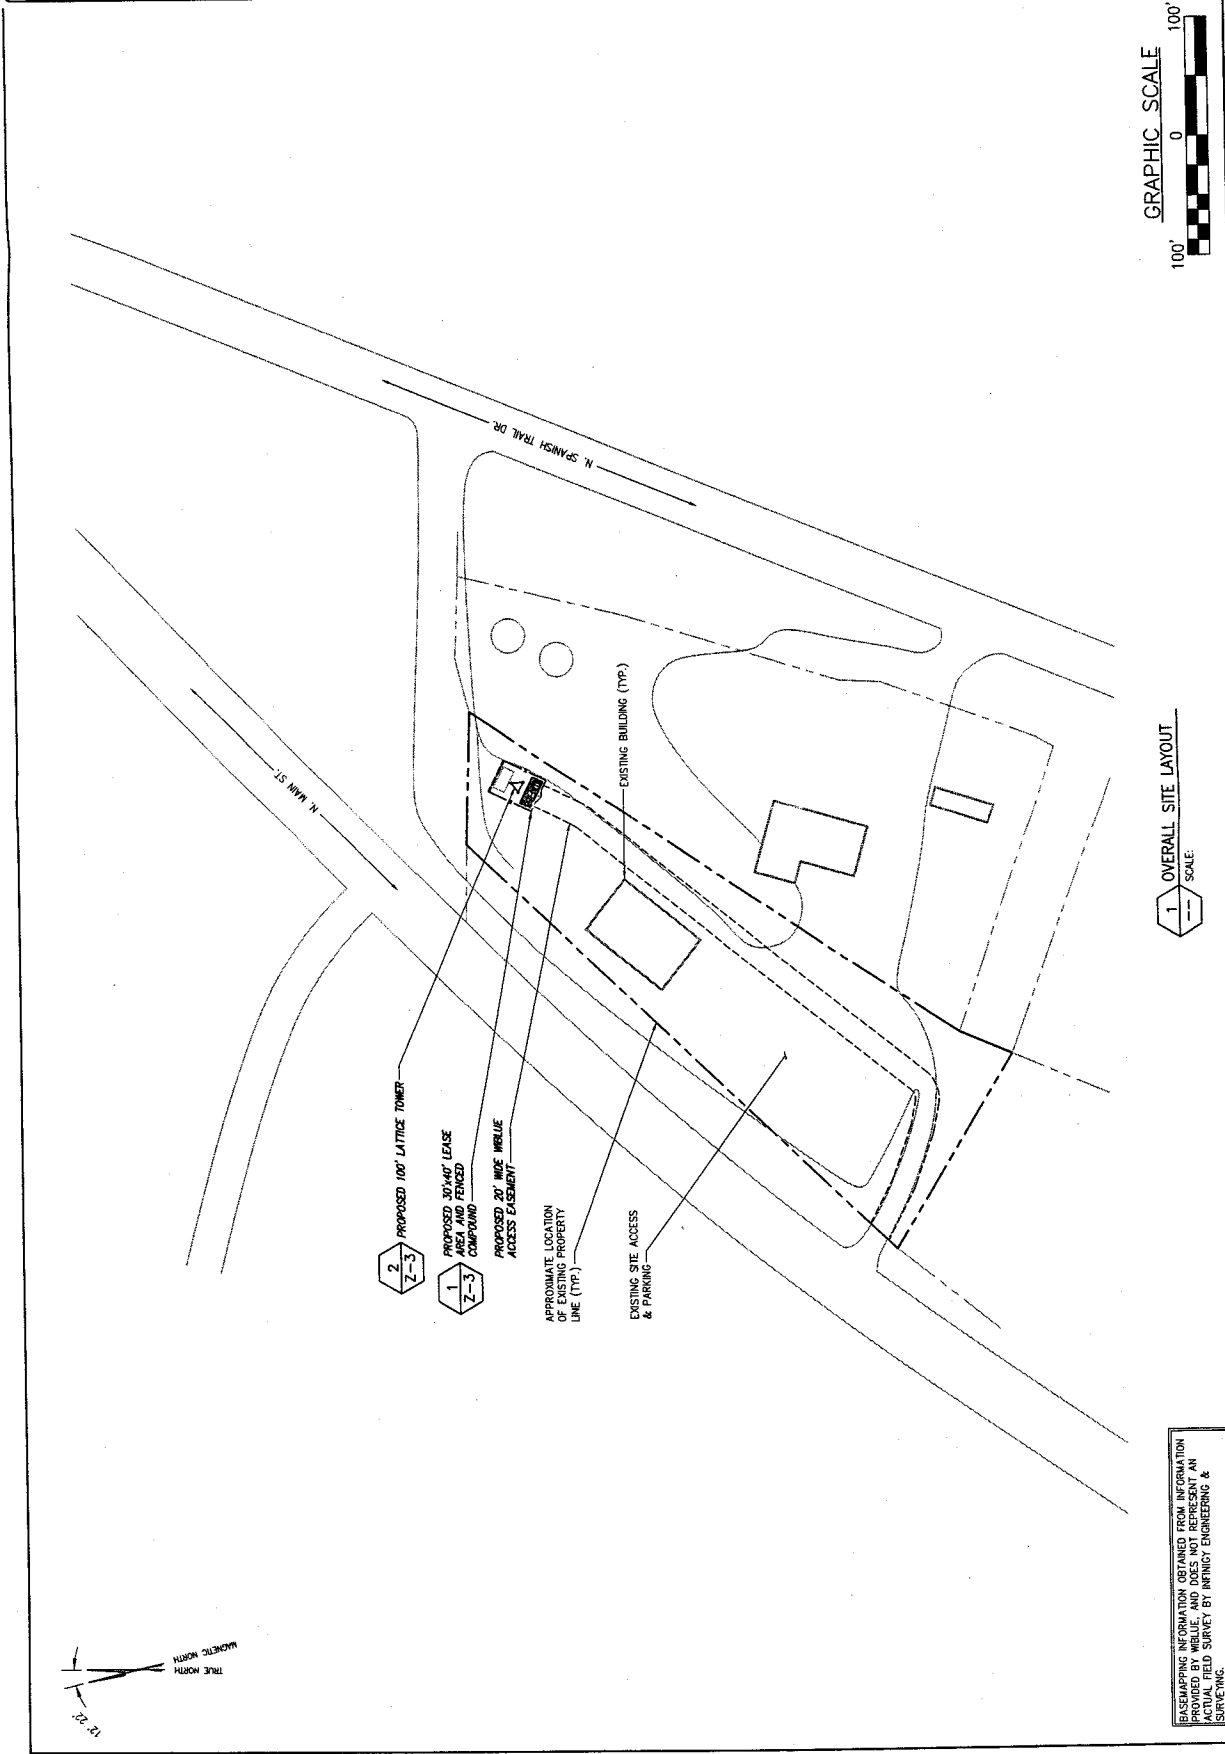 12° 22'
TRUE NORTH
MAGNETIC NORTH
N. MAIN ST.
N. SPANISH TRAIL DR.
2
Z-3
PROPOSED 100' LATTICE TOWER
1
Z-3
PROPOSED 30'x40' LEASE
AREA AND FENCED
COMPOUND
PROPOSED 20' WIDE WIBLUE
ACCESS EASEMENT
APPROXIMATE LOCATION
OF EXISTING PROPERTY
LINE (TYP.)
EXISTING SITE ACCESS
& PARKING
EXISTING BUILDING (TYP.)
BASEMAPPING INFORMATION OBTAINED FROM INFORMATION
PROVIDED BY WIBLUE, AND DOES NOT REPRESENT AN
ACTUAL FIELD SURVEY BY INFINIGY ENGINEERING &
SURVEYING.
1
--
OVERALL SITE LAYOUT
SCALE:
GRAPHIC SCALE
100' 0 100'